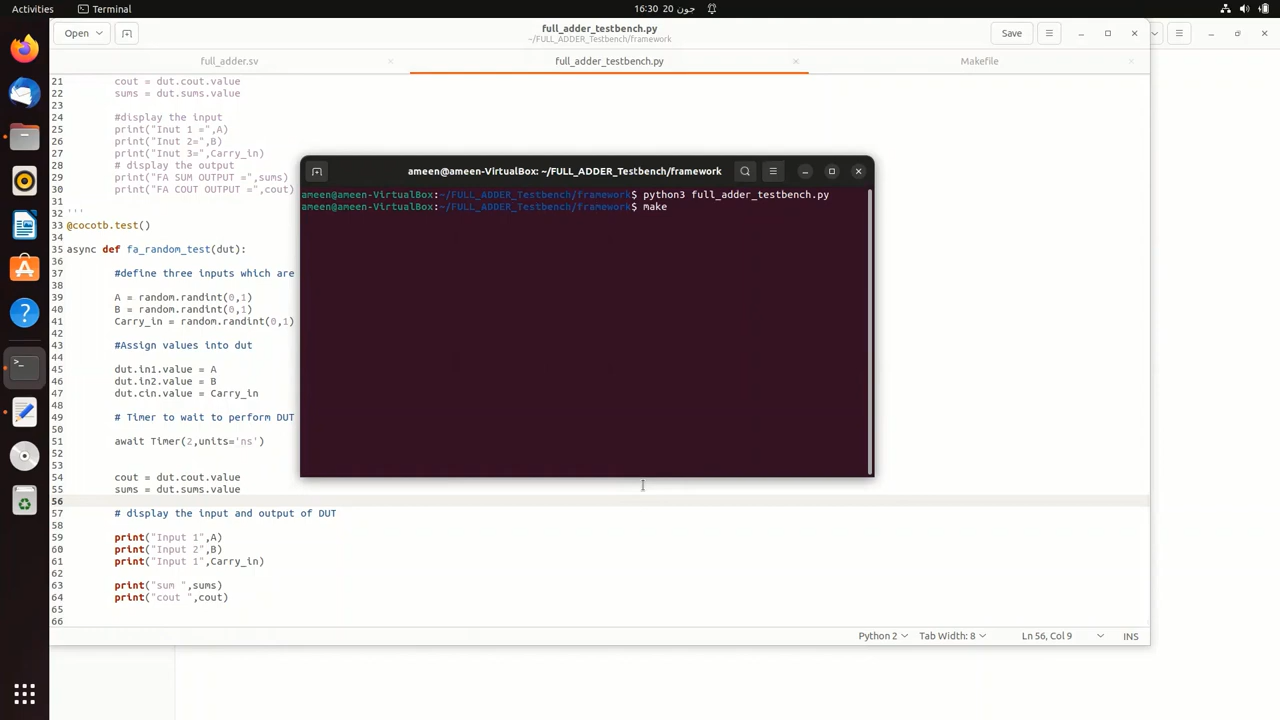 Activities
Terminal
16:30 20 جون
Open
full_adder_testbench.py
~/FULL_ADDER_Testbench/framework
Save
full_adder.sv
full_adder_testbench.py
Makefile
21 cout = dut.cout.value
22 sums = dut.sums.value
23
24 #display the input
25 print("Inut 1 =",A)
26 print("Inut 2=",B)
27 print("Inut 3=",Carry_in)
28 # display the output
29 print("FA SUM OUTPUT =",sums)
30 print("FA COUT OUTPUT =",cout)
31
32 '''
33 @cocotb.test()
34
35 async def fa_random_test(dut):
36
37 #define three inputs which are
38
39 A = random.randint(0,1)
40 B = random.randint(0,1)
41 Carry_in = random.randint(0,1)
42
43 #Assign values into dut
44
45 dut.in1.value = A
46 dut.in2.value = B
47 dut.cin.value = Carry_in
48
49 # Timer to wait to perform DUT
50
51 await Timer(2,units='ns')
52
53
54 cout = dut.cout.value
55 sums = dut.sums.value
56
57 # display the input and output of DUT
58
59 print("Input 1",A)
60 print("Input 2",B)
61 print("Input 1",Carry_in)
62
63 print("sum ",sums)
64 print("cout ",cout)
65
66
ameen@ameen-VirtualBox: ~/FULL_ADDER_Testbench/framework
ameen@ameen-VirtualBox:~/FULL_ADDER_Testbench/framework$ python3 full_adder_testbench.py
ameen@ameen-VirtualBox:~/FULL_ADDER_Testbench/framework$ make
Python 2
Tab Width: 8
Ln 56, Col 9
INS